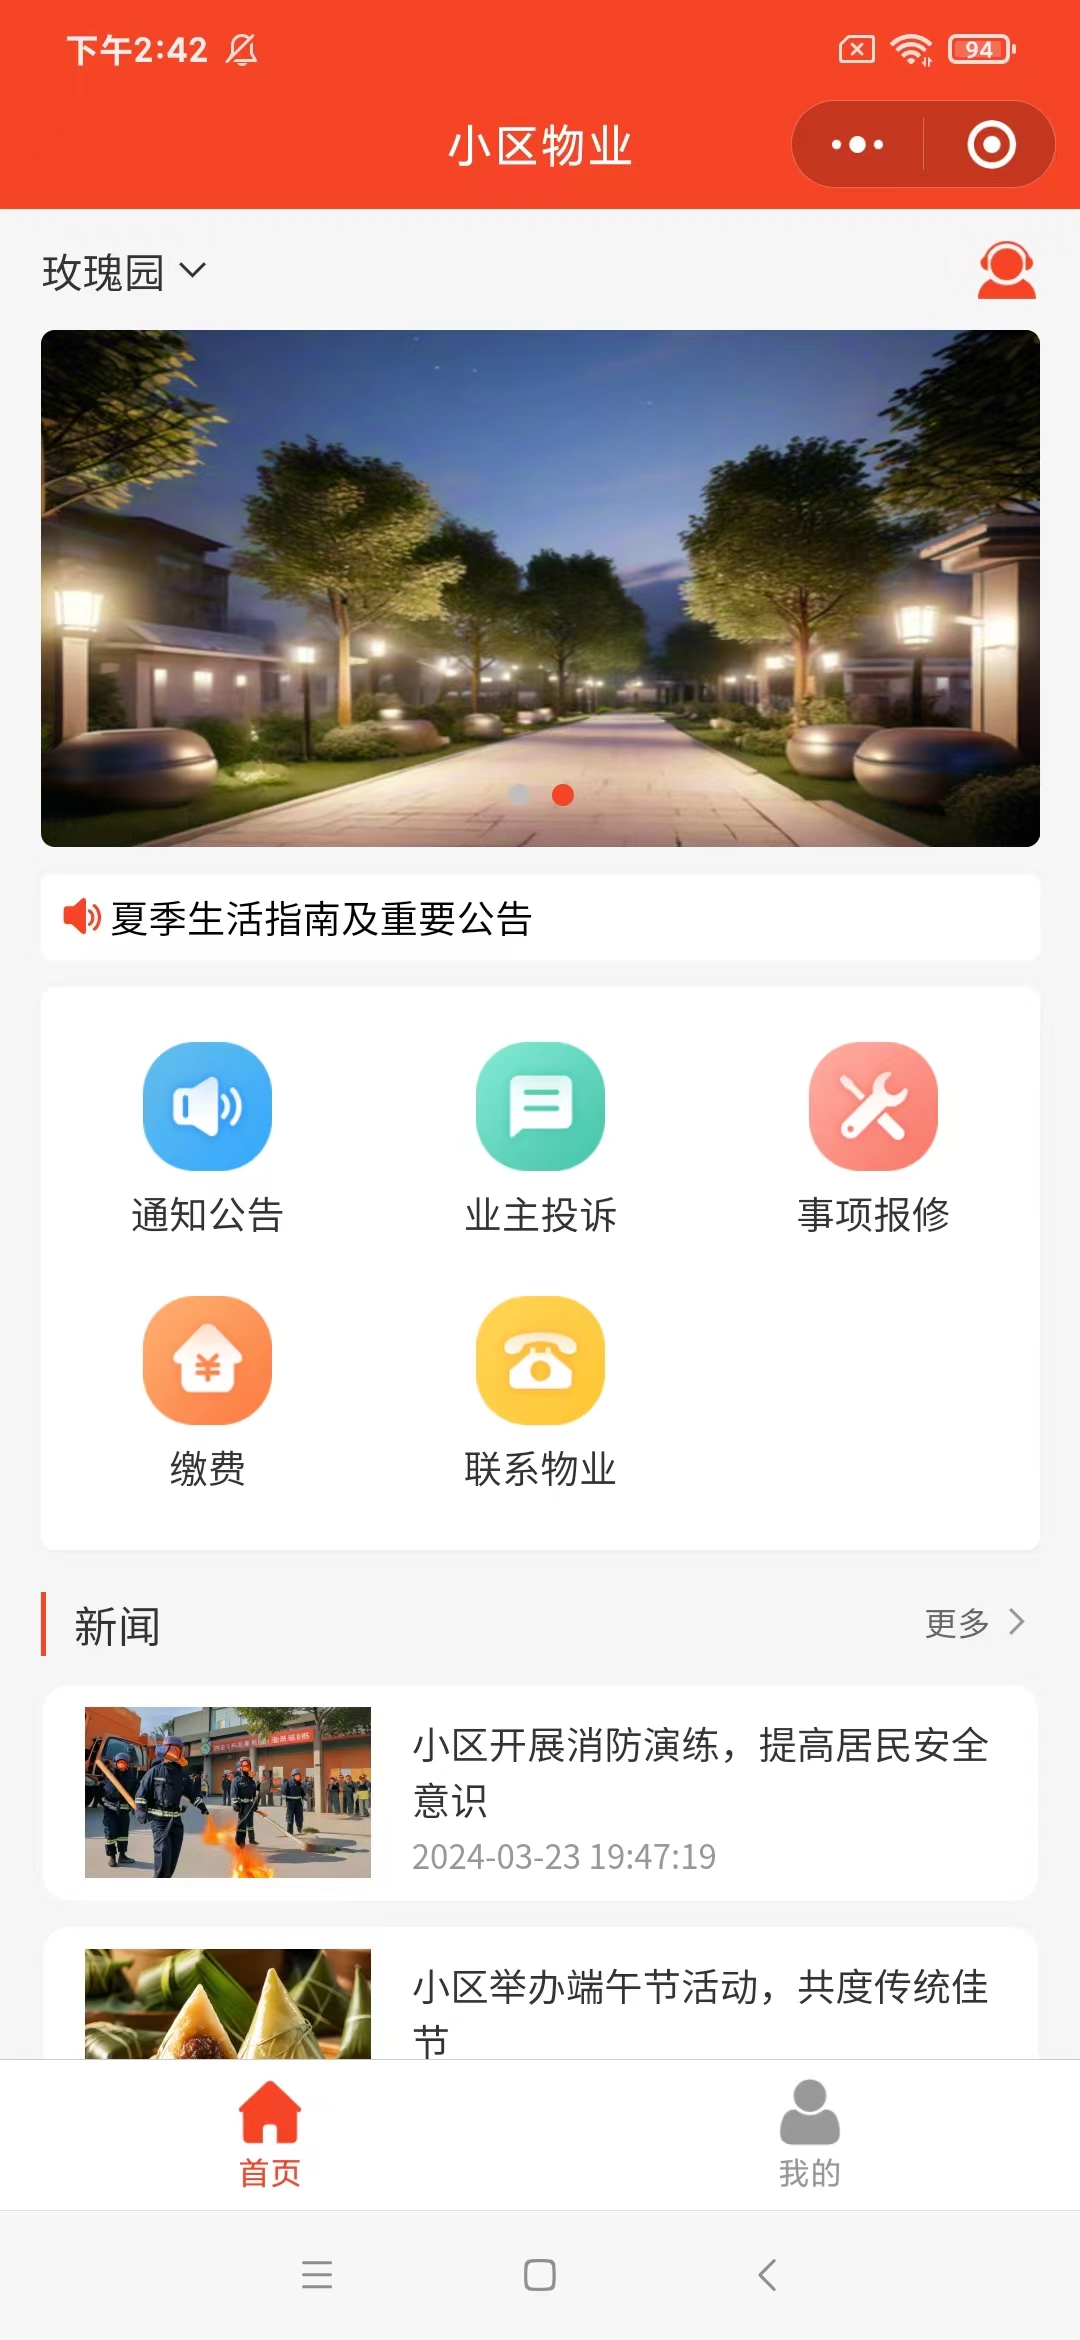 下午2:42
94
小区物业
玫瑰园
夏季生活指南及重要公告
通知公告
业主投诉
事项报修
缴费
联系物业
新闻
更多
小区开展消防演练，提高居民安全
意识
2024-03-23 19:47:19
小区举办端午节活动，共度传统佳
节
首页
我的